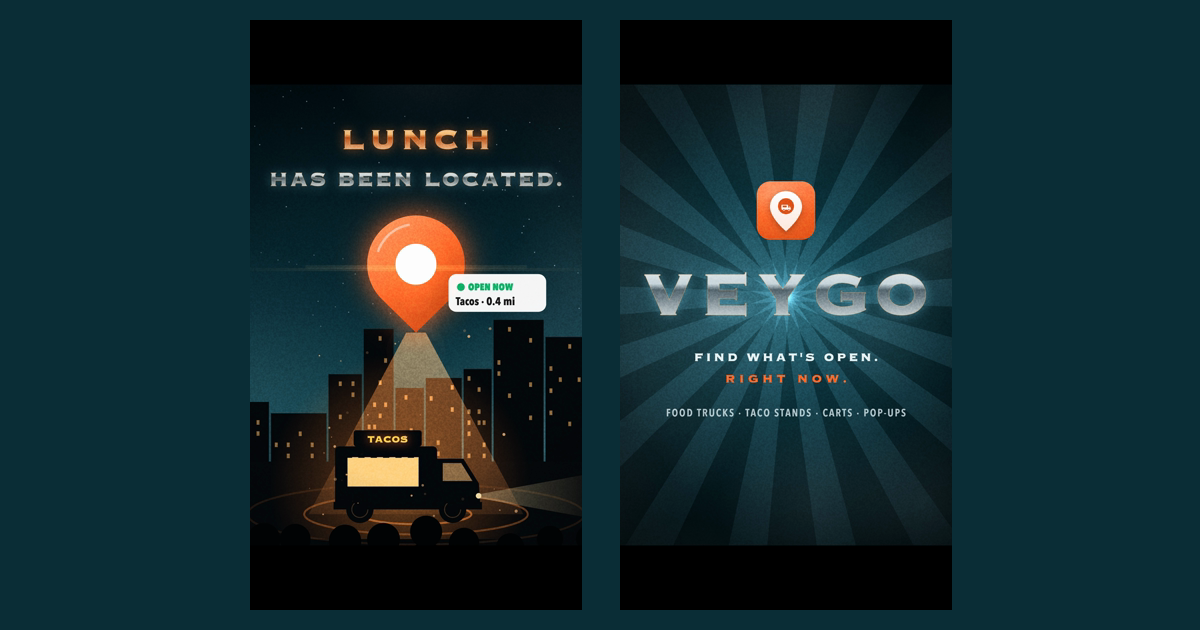 LUNCH
HAS BEEN LOCATED.
OPEN NOW
Tacos · 0.4 mi
TACOS
VEYGO
FIND WHAT'S OPEN.
RIGHT NOW.
FOOD TRUCKS · TACO STANDS · CARTS · POP-UPS